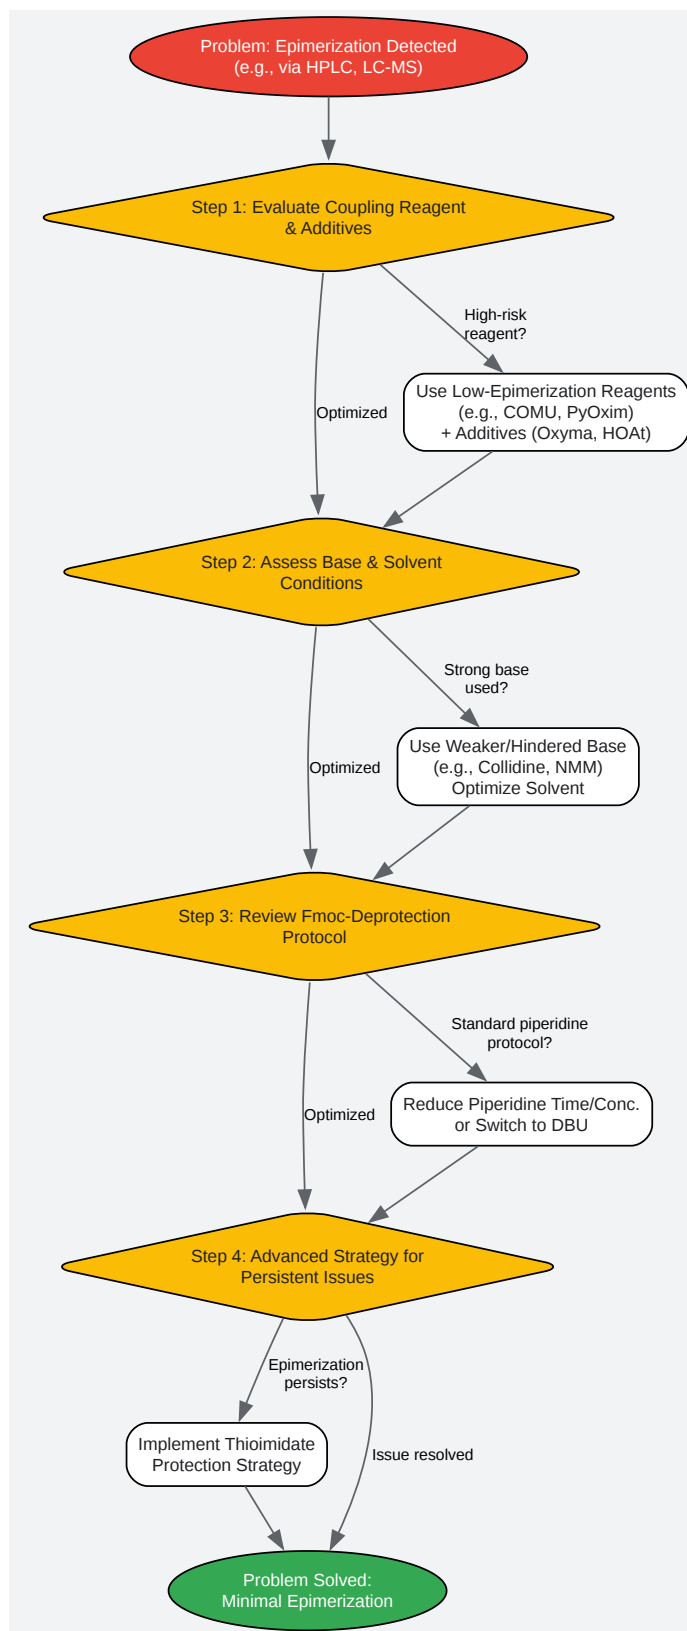 Problem: Epimerization Detected
(e.g., via HPLC, LC-MS)
Step 1: Evaluate Coupling Reagent
& Additives
High-risk
reagent?
Use Low-Epimerization Reagents
(e.g., COMU, PyOxim)
+ Additives (Oxyma, HOAt)
Optimized
Step 2: Assess Base & Solvent
Conditions
Strong base
used?
Use Weaker/Hindered Base
(e.g., Collidine, NMM)
Optimize Solvent
Optimized
Step 3: Review Fmoc-Deprotection
Protocol
Standard piperidine
protocol?
Reduce Piperidine Time/Conc.
or Switch to DBU
Optimized
Step 4: Advanced Strategy for
Persistent Issues
Epimerization
persists?
Implement Thioimidate
Protection Strategy
Issue resolved
Problem Solved:
Minimal Epimerization